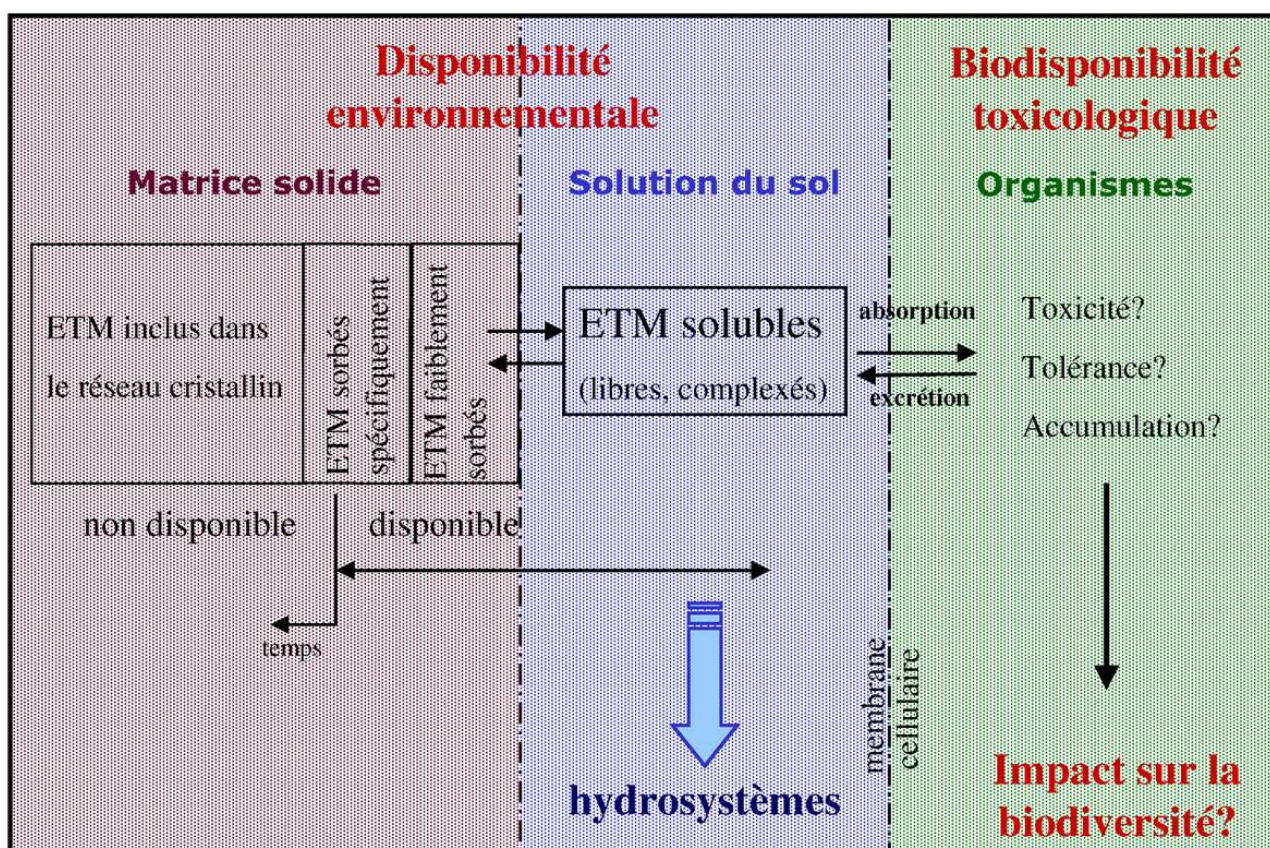 Disponibilité
environnementale
Biodisponibilité
toxicologique
Matrice solide
Solution du sol
Organismes
ETM inclus dans
le réseau cristallin
ETM sorbés
spécifiquement
ETM faiblement
sorbés
ETM solubles
(libres, complexés)
absorption
excrétion
Toxicité?
Tolérance?
Accumulation?
non disponible
disponible
temps
membrane
cellulaire
hydrosystèmes
Impact sur la
biodiversité?